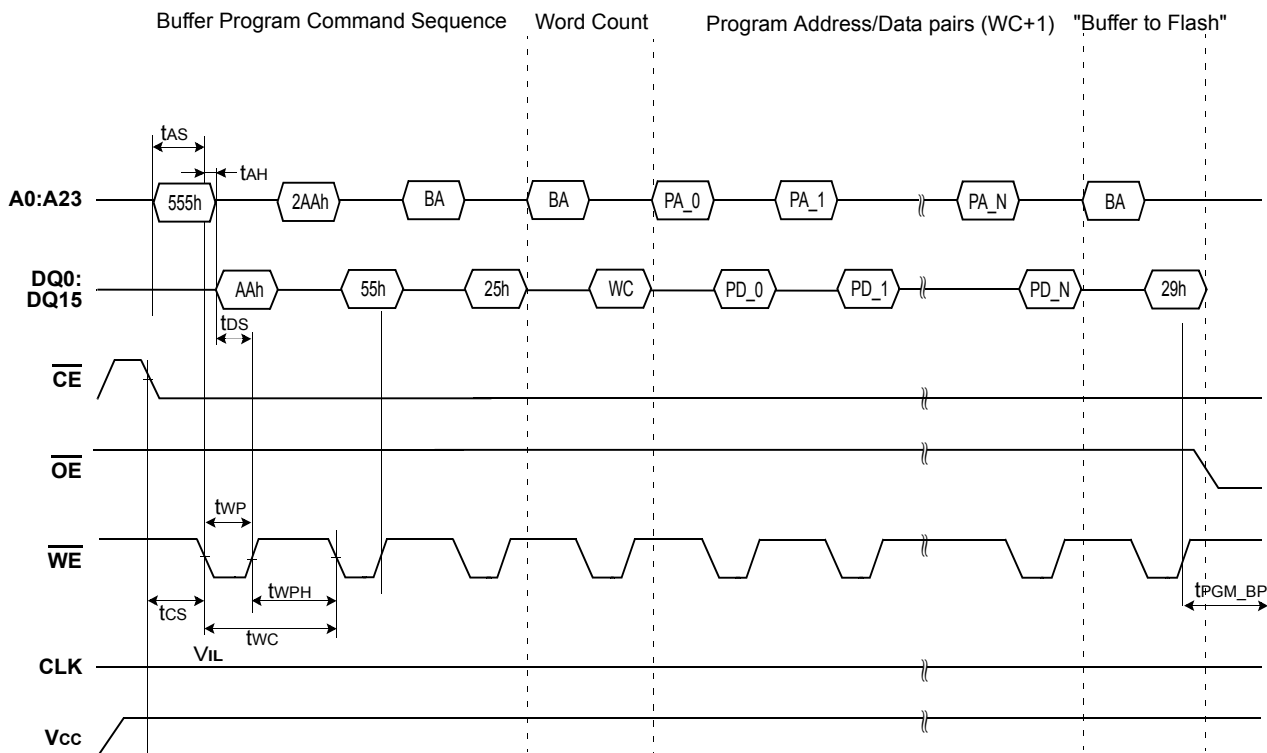 Buffer Program Command Sequence
Word Count
Program Address/Data pairs (WC+1)
"Buffer to Flash"
tAS
tAH
A0:A23
555h
2AAh
BA
BA
PA_0
PA_1
PA_N
BA
DQ0:
DQ15
AAh
55h
25h
WC
PD_0
PD_1
PD_N
29h
tDS
CE
OE
tWP
WE
tWPH
tPGM_BP
tCS
tWC
VIL
CLK
VCC